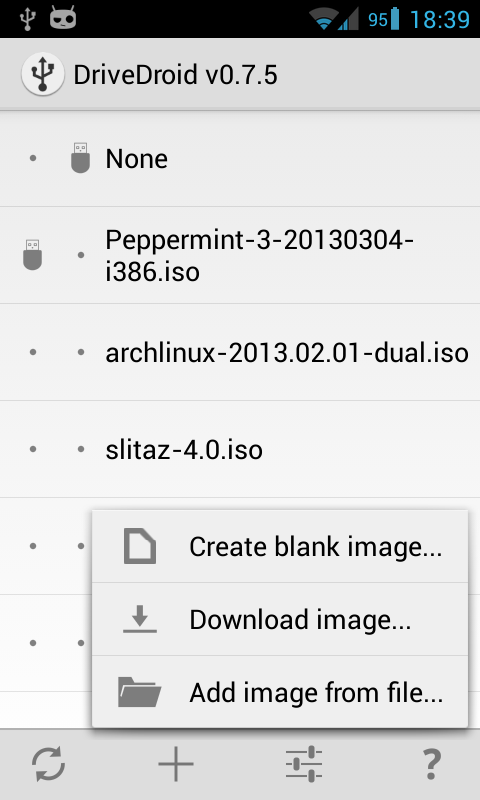 95 18:39
DriveDroid v0.7.5
None
Peppermint-3-20130304-
i386.iso
archlinux-2013.02.01-dual.iso
slitaz-4.0.iso
Create blank image...
Download image...
Add image from file...
?